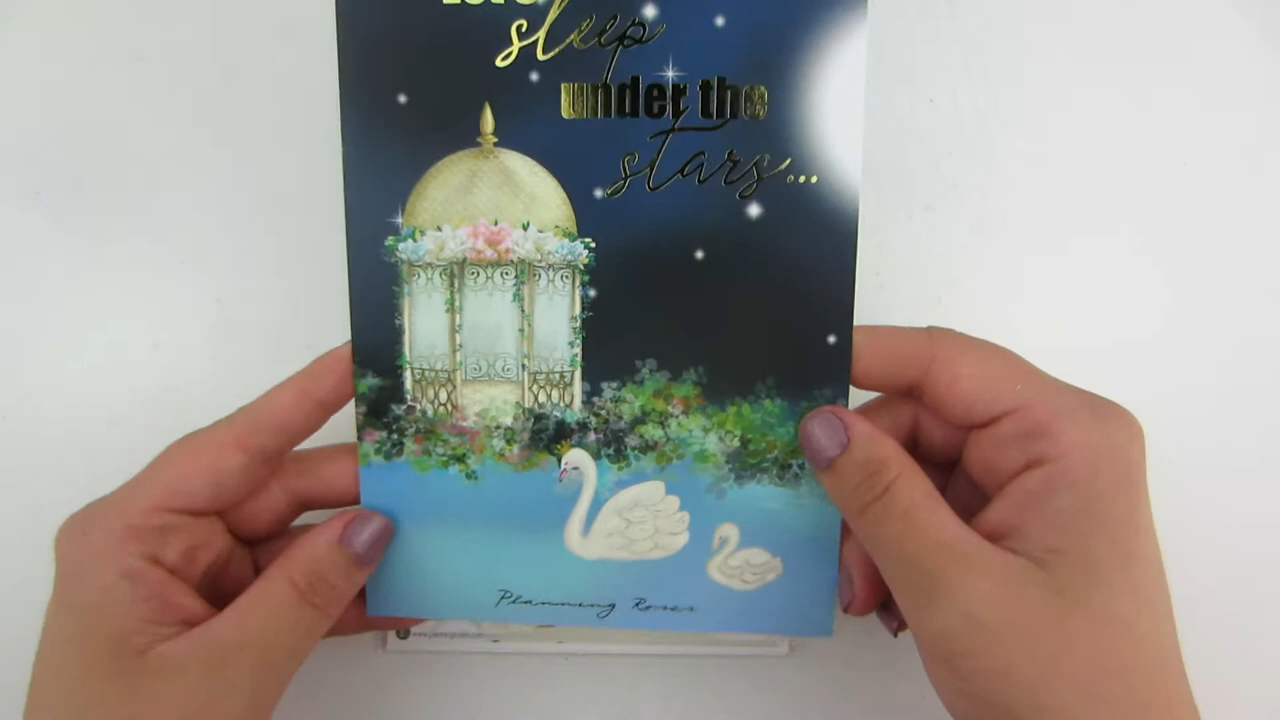 sleep
under the
stars...
Planning Roses